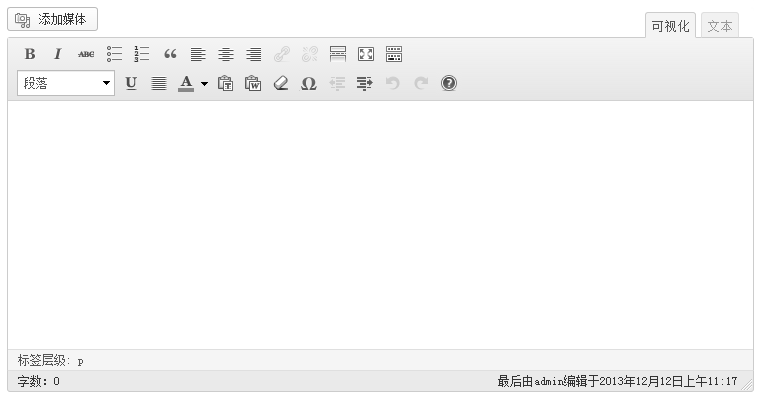 添加媒体
可视化 文本
B I ABC
段落 U A
标签层级: p
字数: 0 最后由admin编辑于2013年12月12日上午11:17